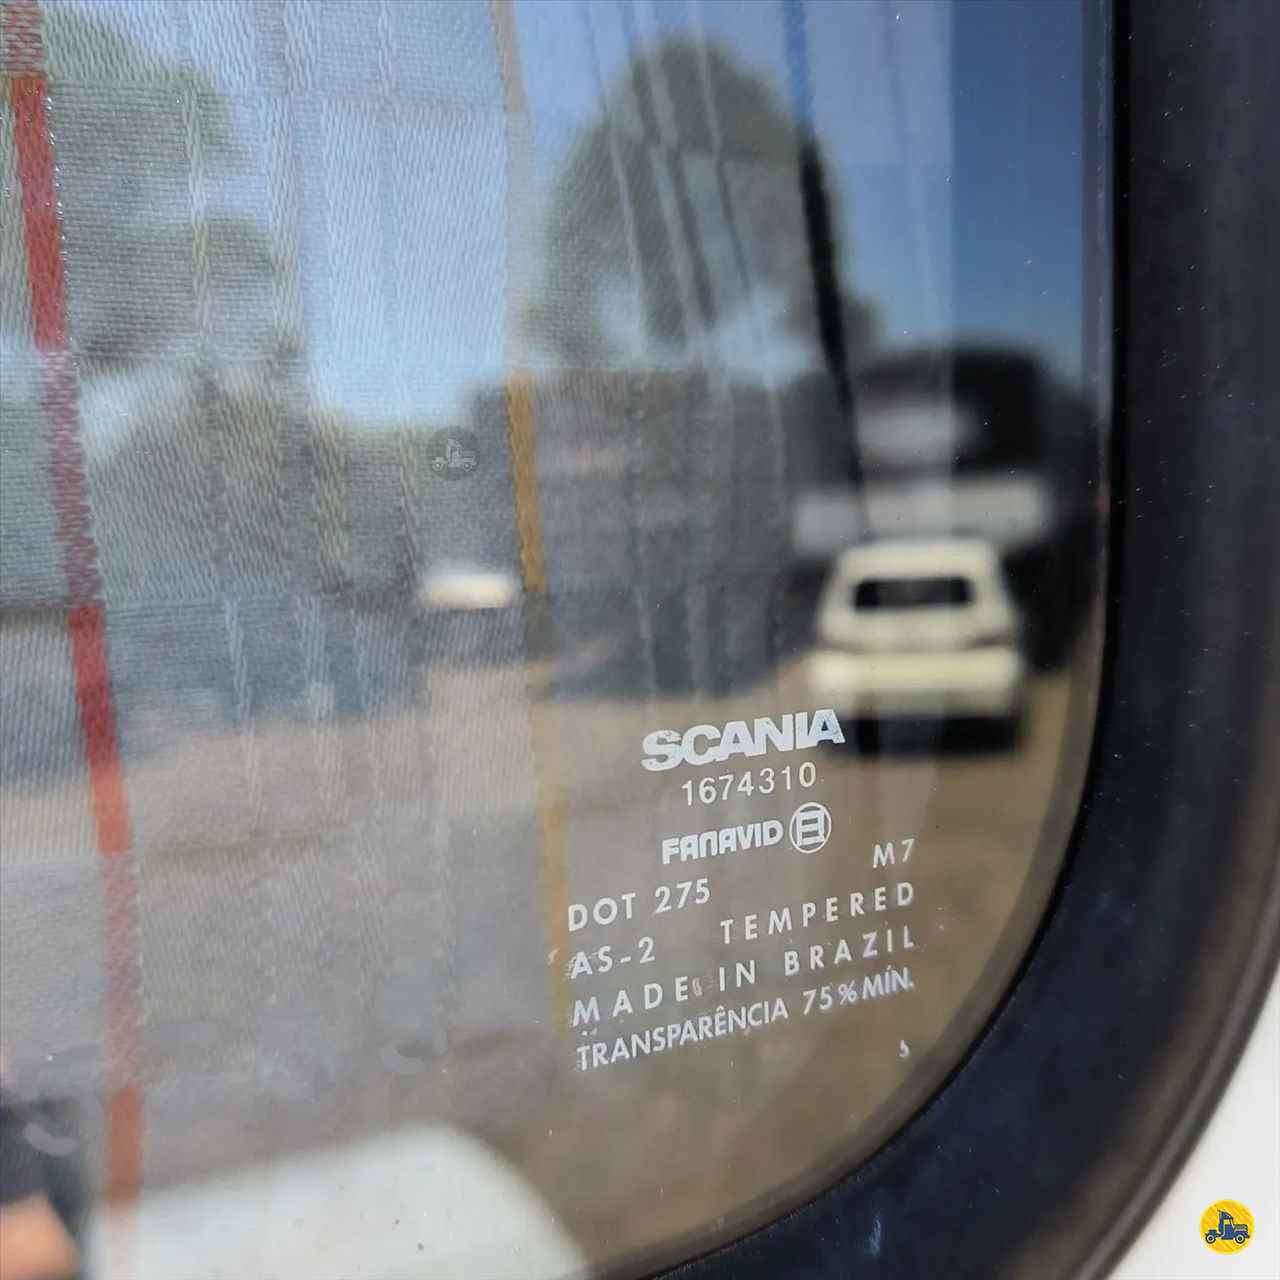 SCANIA
1674310
FANAVID
M7
DOT 275
AS-2 TEMPERED
MADE IN BRAZIL
TRANSPARÊNCIA 75% MÍN.